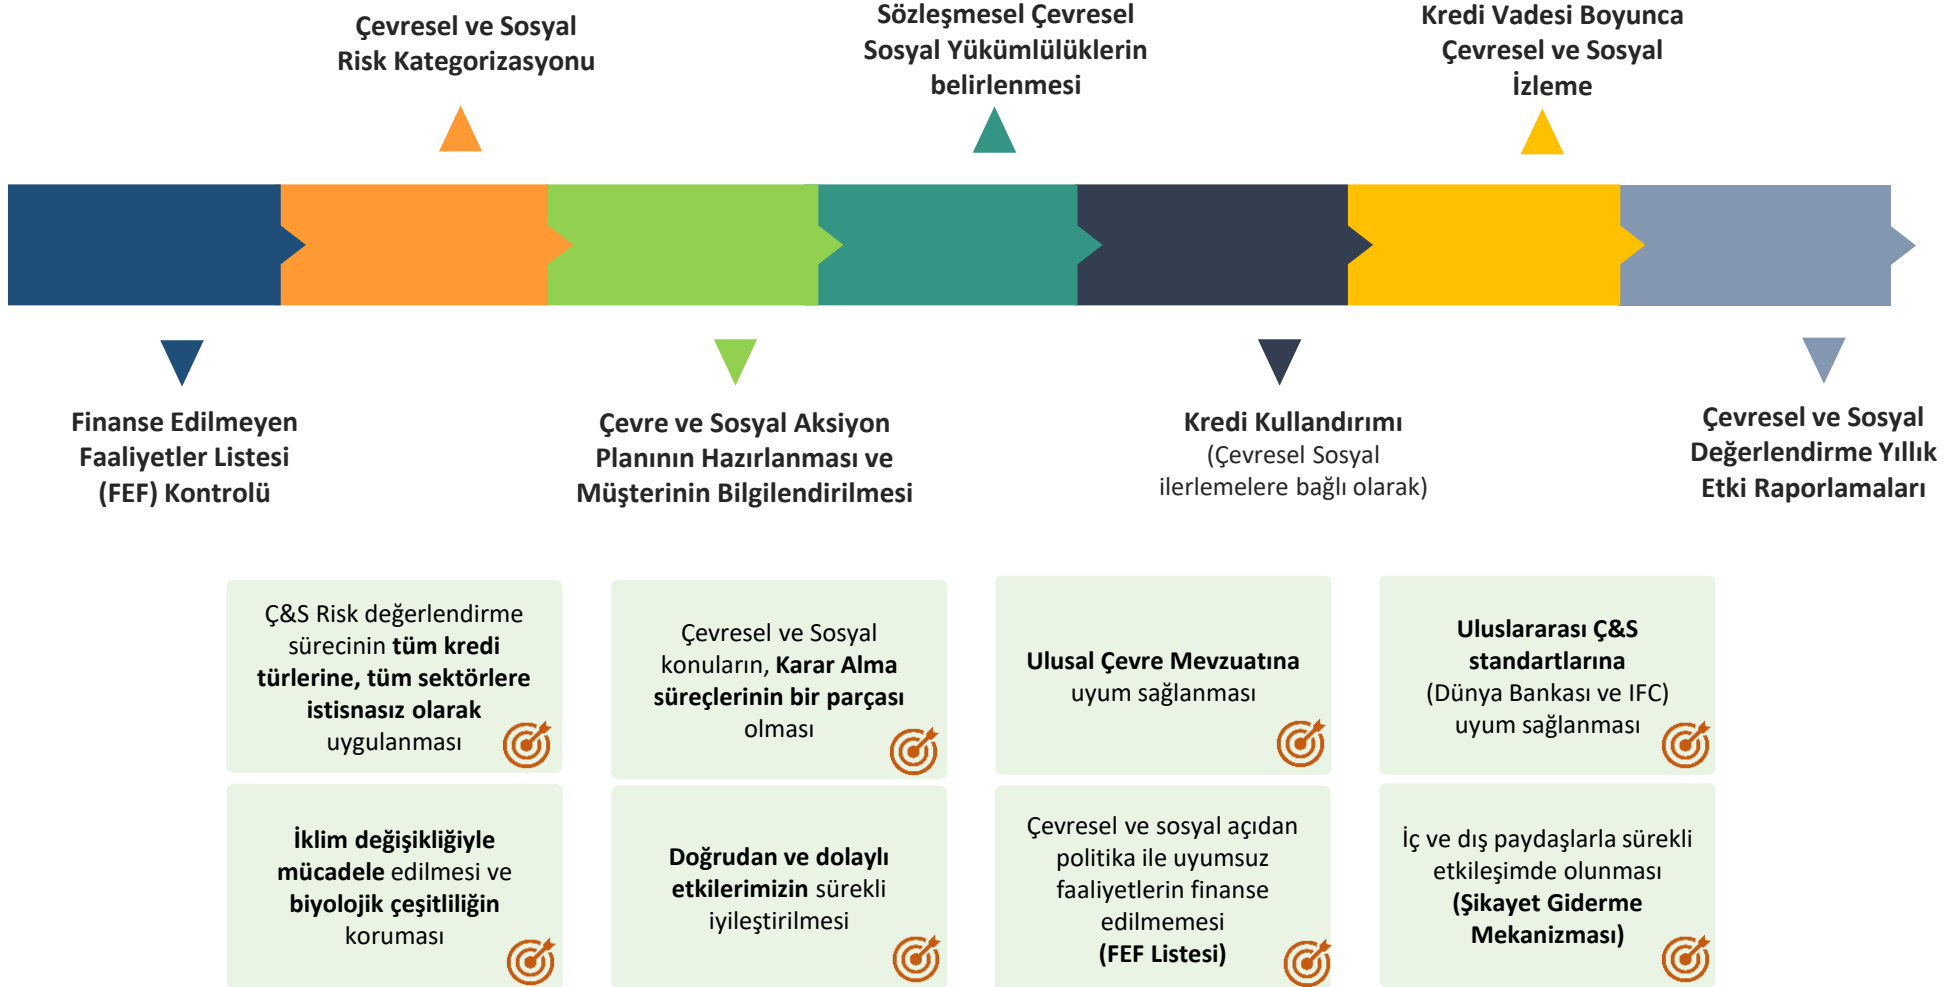 Çevresel ve Sosyal
Risk Kategorizasyonu
Sözleşmesel Çevresel
Sosyal Yükümlülüklerin
belirlenmesi
Kredi Vadesi Boyunca
Çevresel ve Sosyal
İzleme
Finanse Edilmeyen
Faaliyetler Listesi
(FEF) Kontrolü
Çevre ve Sosyal Aksiyon
Planının Hazırlanması ve
Müşterinin Bilgilendirilmesi
Kredi Kullandırımı
(Çevresel Sosyal
ilerlemelere bağlı olarak)
Çevresel ve Sosyal
Değerlendirme Yıllık
Etki Raporlamaları
Ç&S Risk değerlendirme
sürecinin tüm kredi
türlerine, tüm sektörlere
istisnasız olarak
uygulanması
Çevresel ve Sosyal
konuların, Karar Alma
süreçlerinin bir parçası
olması
Ulusal Çevre Mevzuatına
uyum sağlanması
Uluslararası Ç&S
standartlarına
(Dünya Bankası ve IFC)
uyum sağlanması
İklim değişikliğiyle
mücadele edilmesi ve
biyolojik çeşitliliğin
koruması
Doğrudan ve dolaylı
etkilerimizin sürekli
iyileştirilmesi
Çevresel ve sosyal açıdan
politika ile uyumsuz
faaliyetlerin finanse
edilmemesi
(FEF Listesi)
İç ve dış paydaşlarla sürekli
etkileşimde olunması
(Şikayet Giderme
Mekanizması)